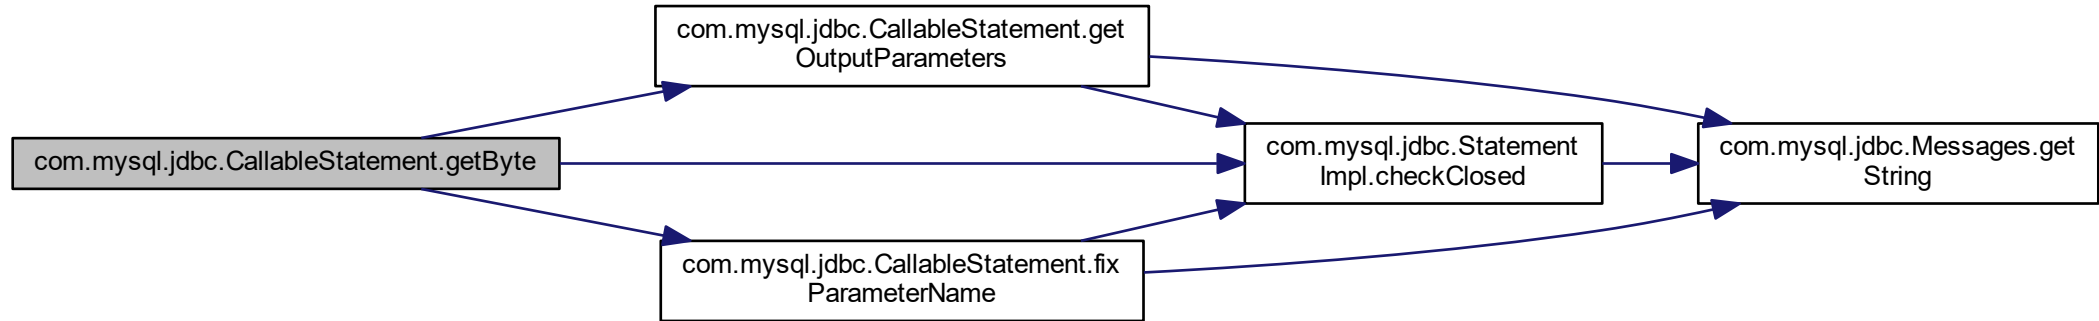 com.mysql.jdbc.CallableStatement.getByte
com.mysql.jdbc.CallableStatement.get
OutputParameters
com.mysql.jdbc.CallableStatement.fix
ParameterName
com.mysql.jdbc.Statement
Impl.checkClosed
com.mysql.jdbc.Messages.get
String